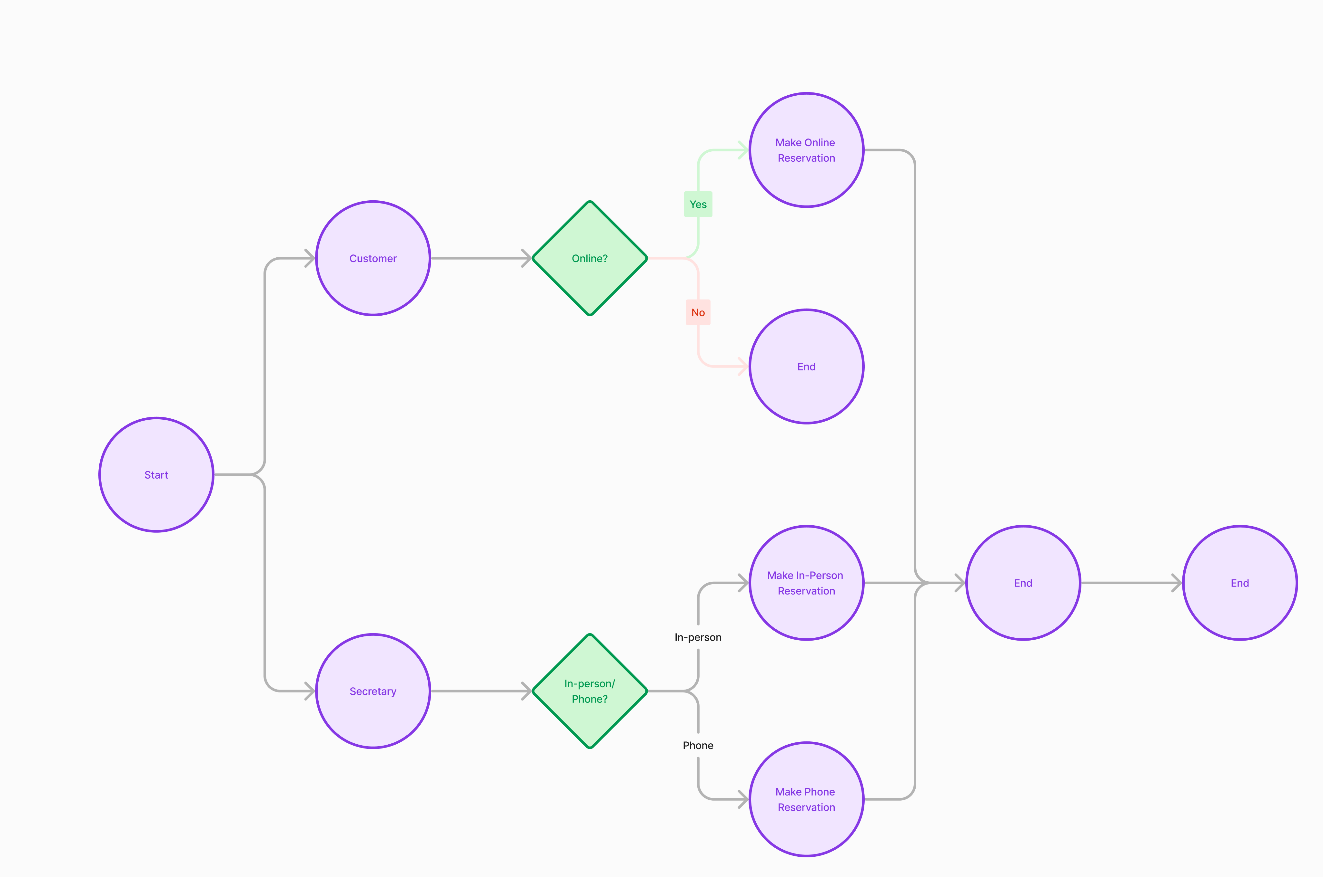 Make Online
Reservation
Yes
Customer
Online?
No
End
Start
Make In-Person
Reservation
End
End
In-person
Secretary
In-person/
Phone?
Phone
Make Phone
Reservation